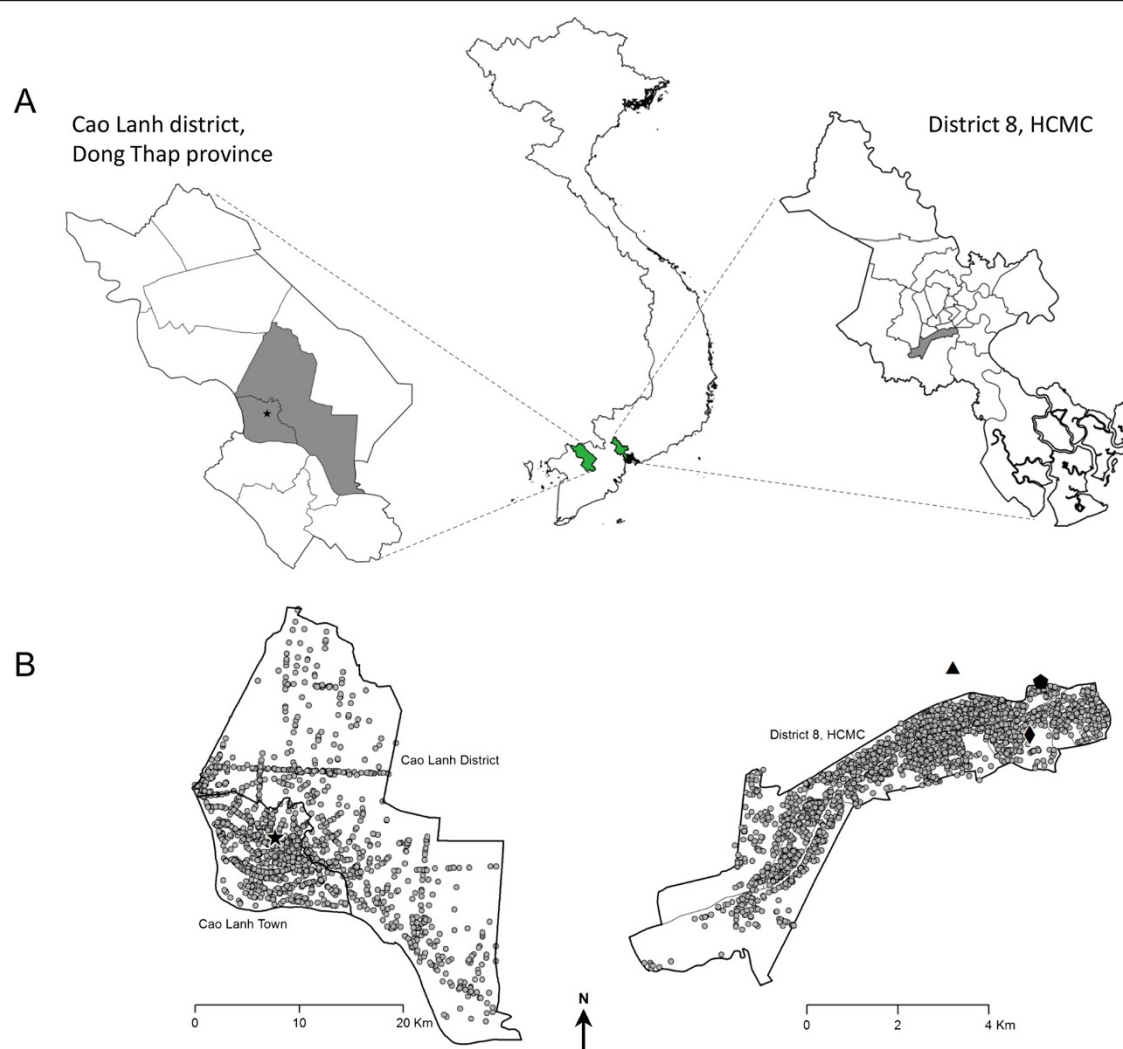 A
Cao Lanh district,
Dong Thap province
District 8, HCMC
B
Cao Lanh District
Cao Lanh Town
District 8, HCMC
0 10 20 Km
N
0 2 4 Km